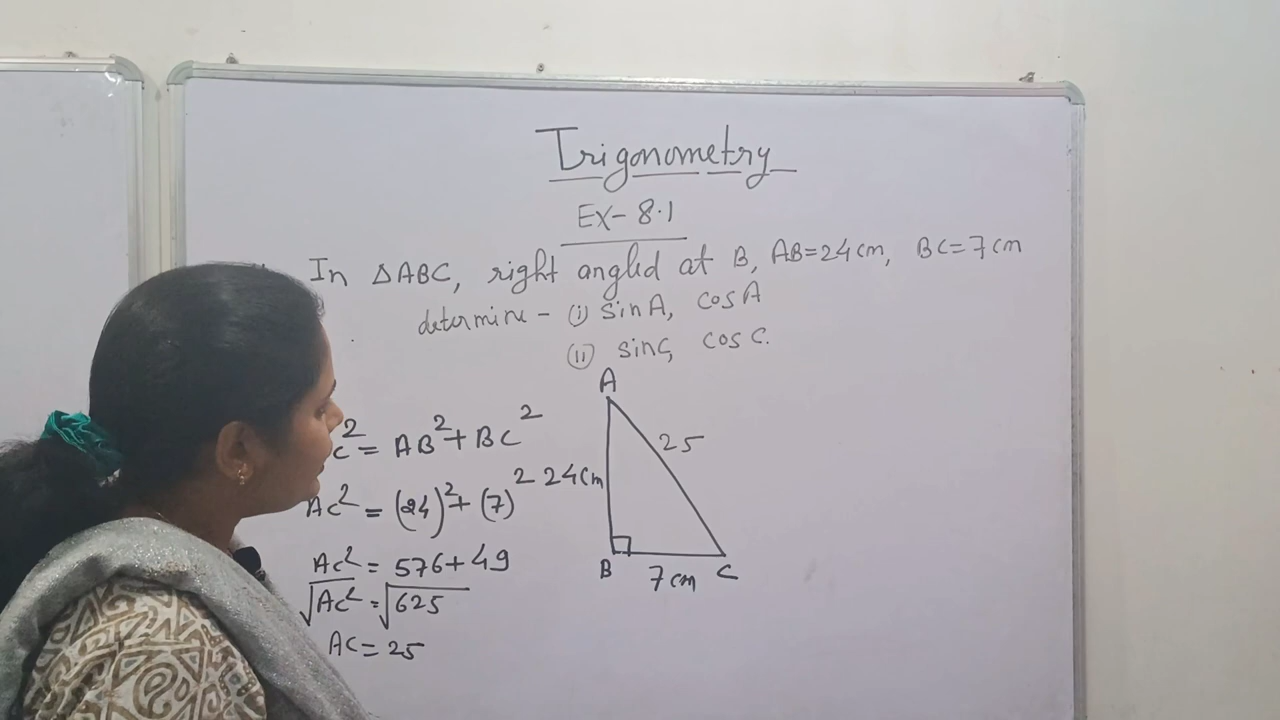 Trigonometry
EX- 8.1
In △ABC, right angled at B, AB=24cm, BC=7cm
determine - (i) sinA, cosA
(ii) sinC, cosC.
C² = AB² + BC²
AC² = (24)² + (7)²
AC² = 576+49
√AC² = √625
AC = 25
A
25
24cm
B
7cm
C